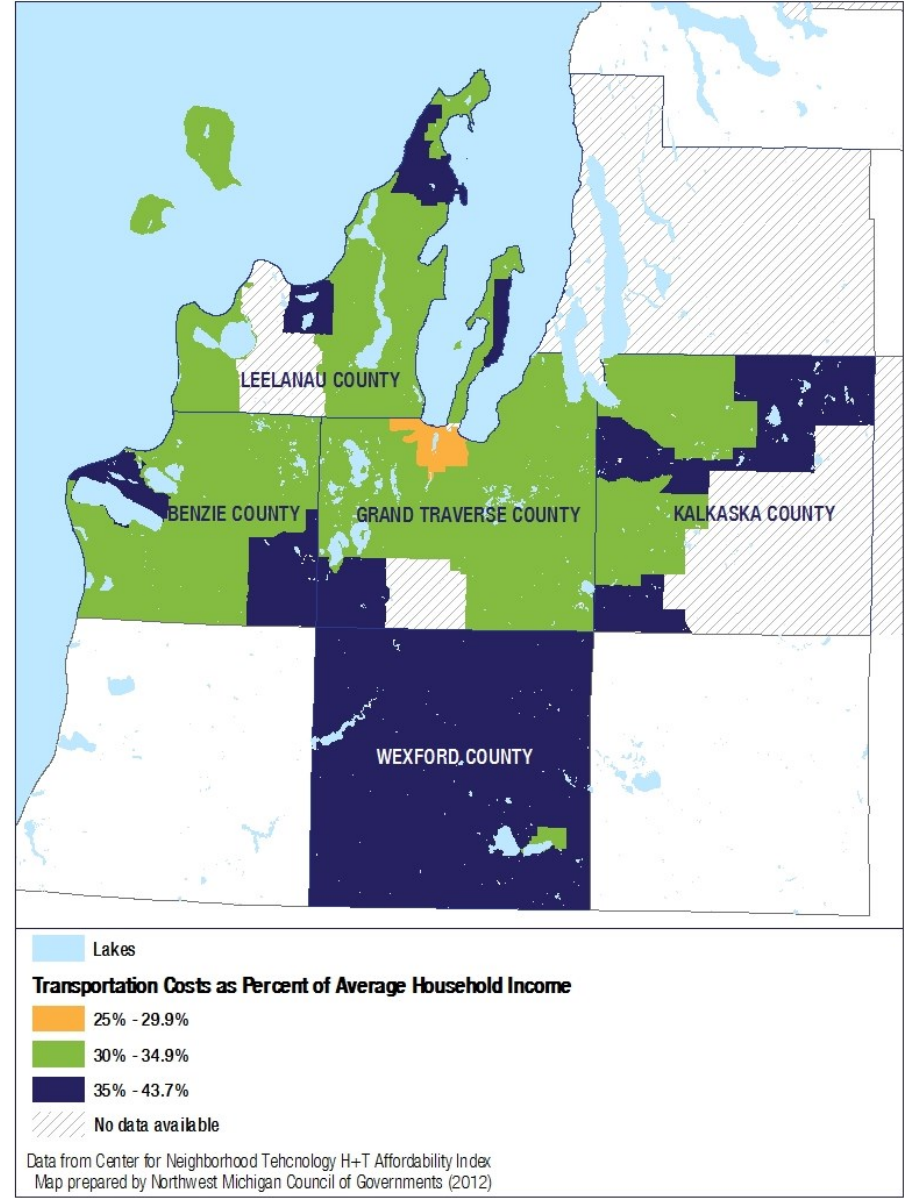 LEELANAU COUNTY
BENZIE COUNTY
GRAND TRAVERSE COUNTY
KALKASKA COUNTY
WEXFORD COUNTY
Lakes
Transportation Costs as Percent of Average Household Income
25% - 29.9%
30% - 34.9%
35% - 43.7%
No data available
Data from Center for Neighborhood Tehcnology H+T Affordability Index
Map prepared by Northwest Michigan Council of Governments (2012)